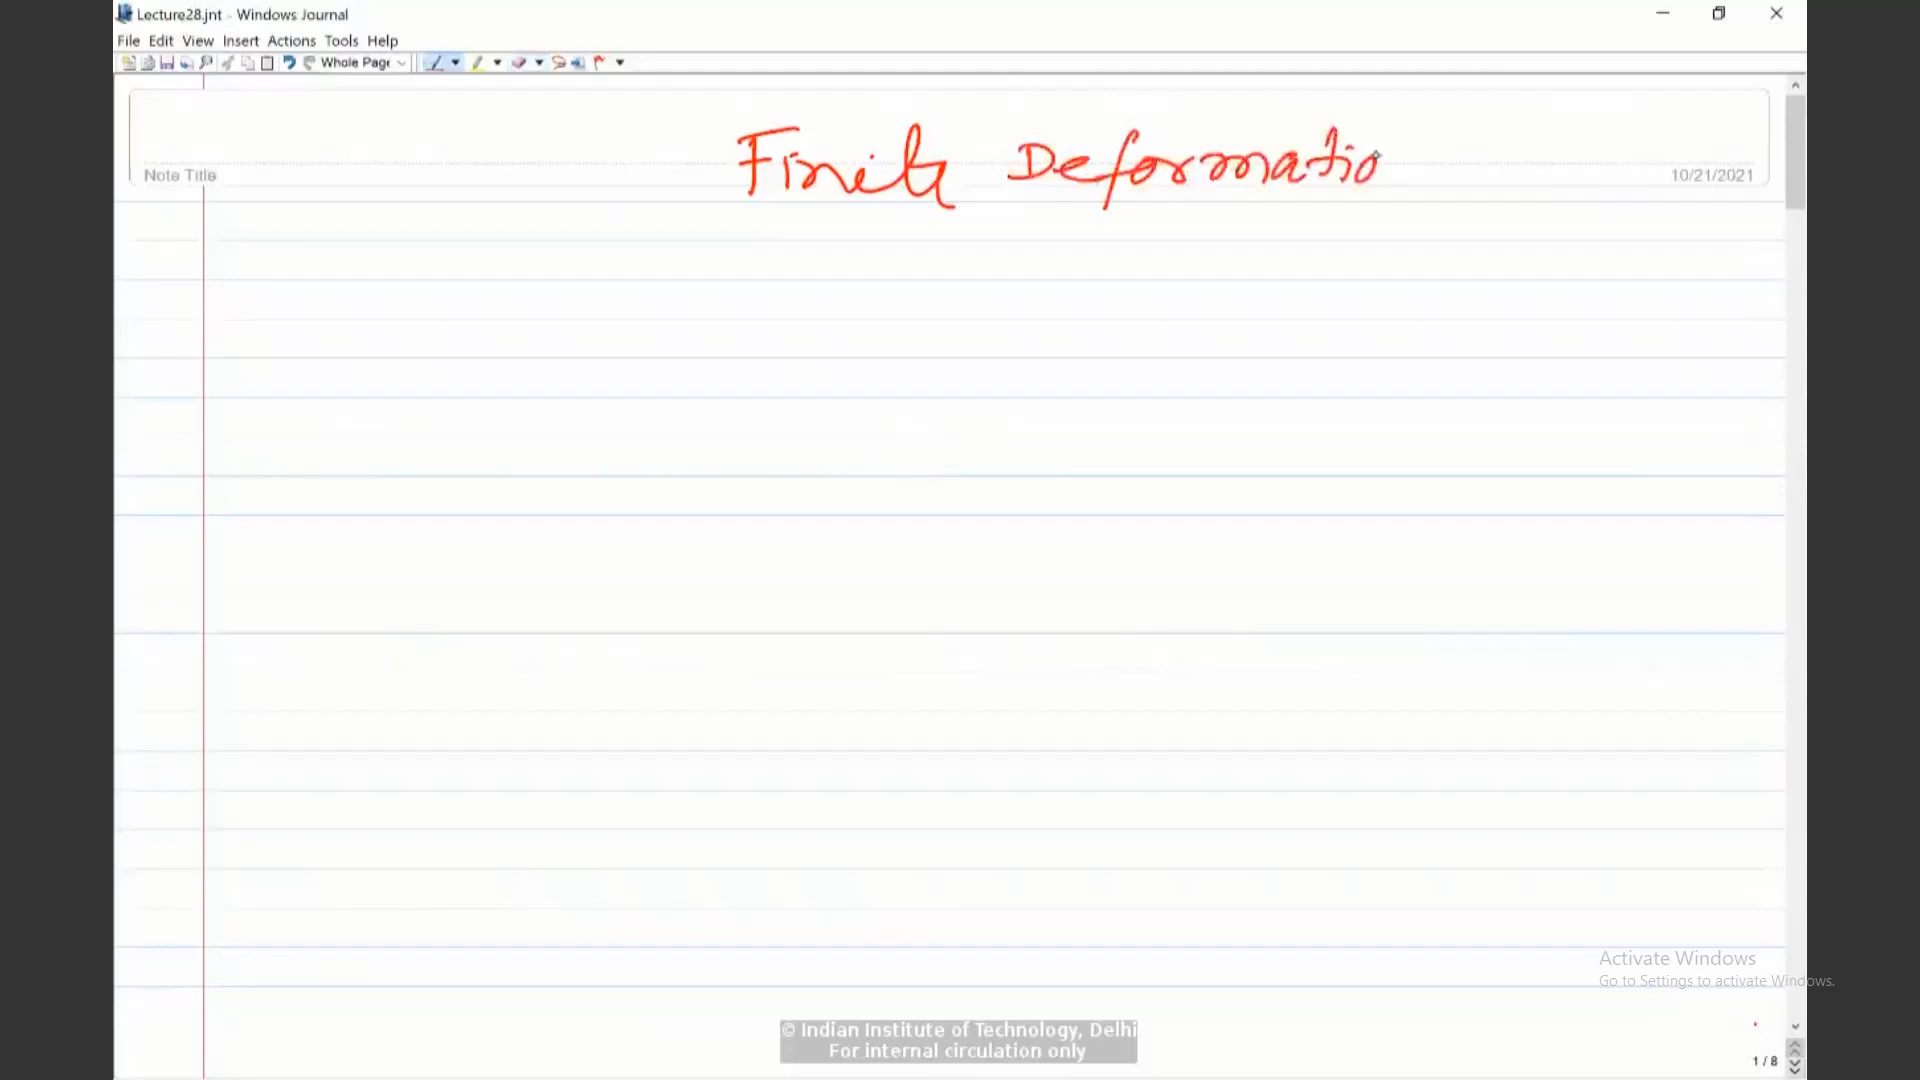 Lecture28.jnt - Windows Journal
File Edit View Insert Actions Tools Help
Whole Page
Finite Deformatio
Note Title
10/21/2021
Activate Windows
Go to Settings to activate Windows.
© Indian Institute of Technology, Delhi
For internal circulation only
1 / 8